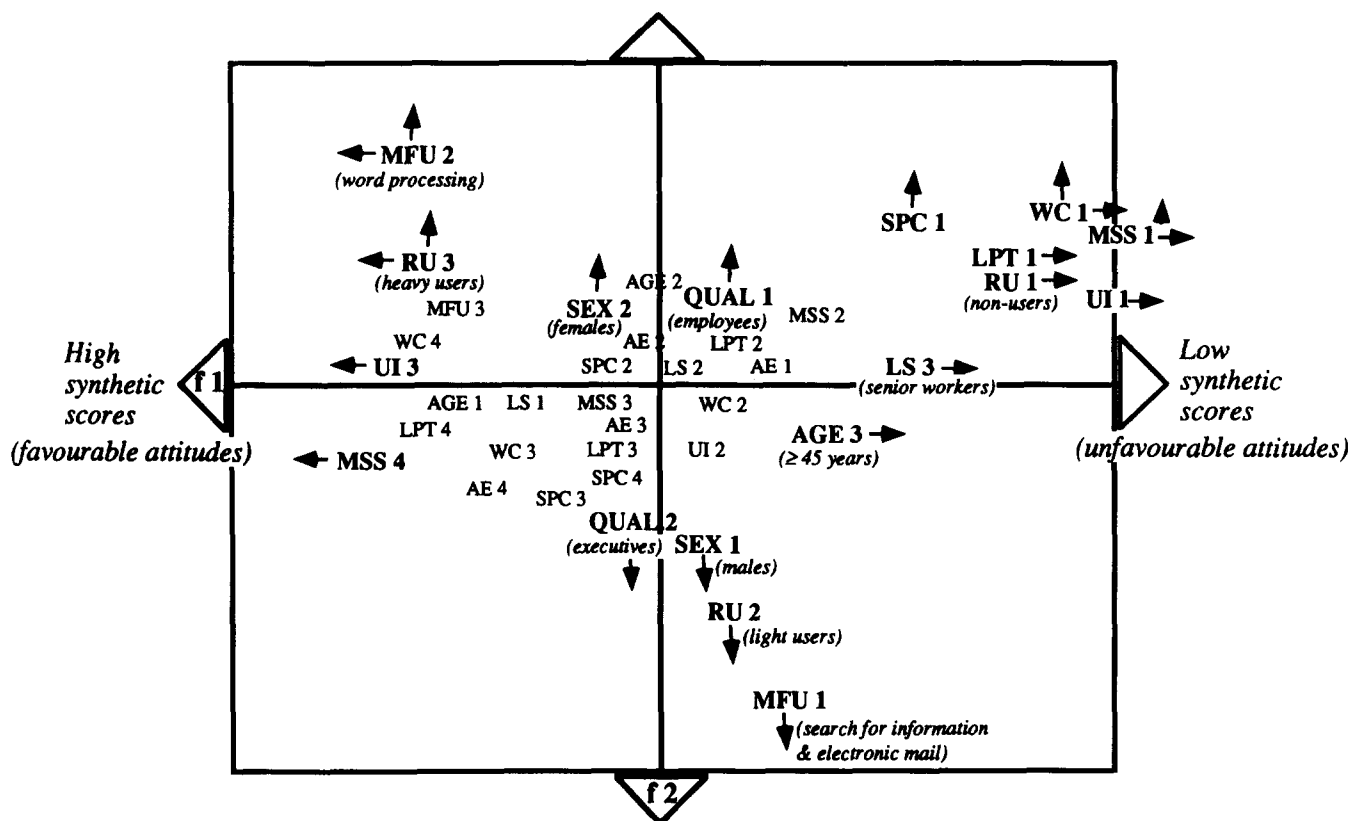 MFU 2
(word processing)
SPC 1
WC 1
MSS 1
LPT 1
RU 1
(non-users)
UI 1
RU 3
(heavy users)
MFU 3
AGE 2
SEX 2
(females)
QUAL 1
(employees)
MSS 2
WC 4
AE 2
LPT 2
UI 3
SPC 2
LS 2
AE 1
LS 3
(senior workers)
High
synthetic
scores
(favourable attitudes)
f 1
Low
synthetic
scores
(unfavourable attitudes)
AGE 1
LS 1
MSS 3
WC 2
LPT 4
AE 3
AGE 3
(≥ 45 years)
MSS 4
WC 3
LPT 3
UI 2
AE 4
SPC 4
SPC 3
QUAL 2
(executives)
SEX 1
(males)
RU 2
(light users)
MFU 1
(search for information
& electronic mail)
f 2